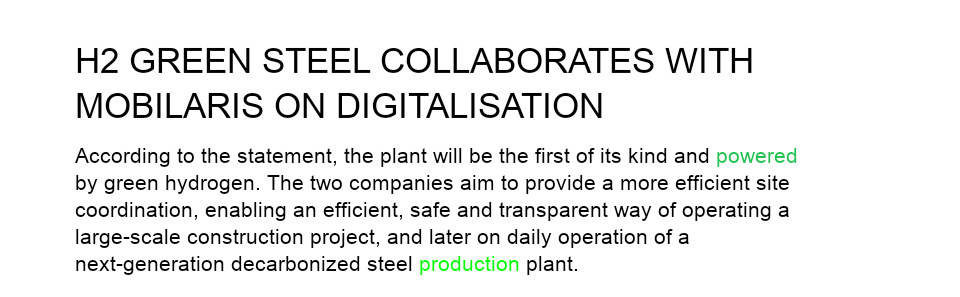 H2 GREEN STEEL COLLABORATES WITH
MOBILARIS ON DIGITALISATION
According to the statement, the plant will be the first of its kind and powered
by green hydrogen. The two companies aim to provide a more efficient site
coordination, enabling an efficient, safe and transparent way of operating a
large-scale construction project, and later on daily operation of a
next-generation decarbonized steel production plant.